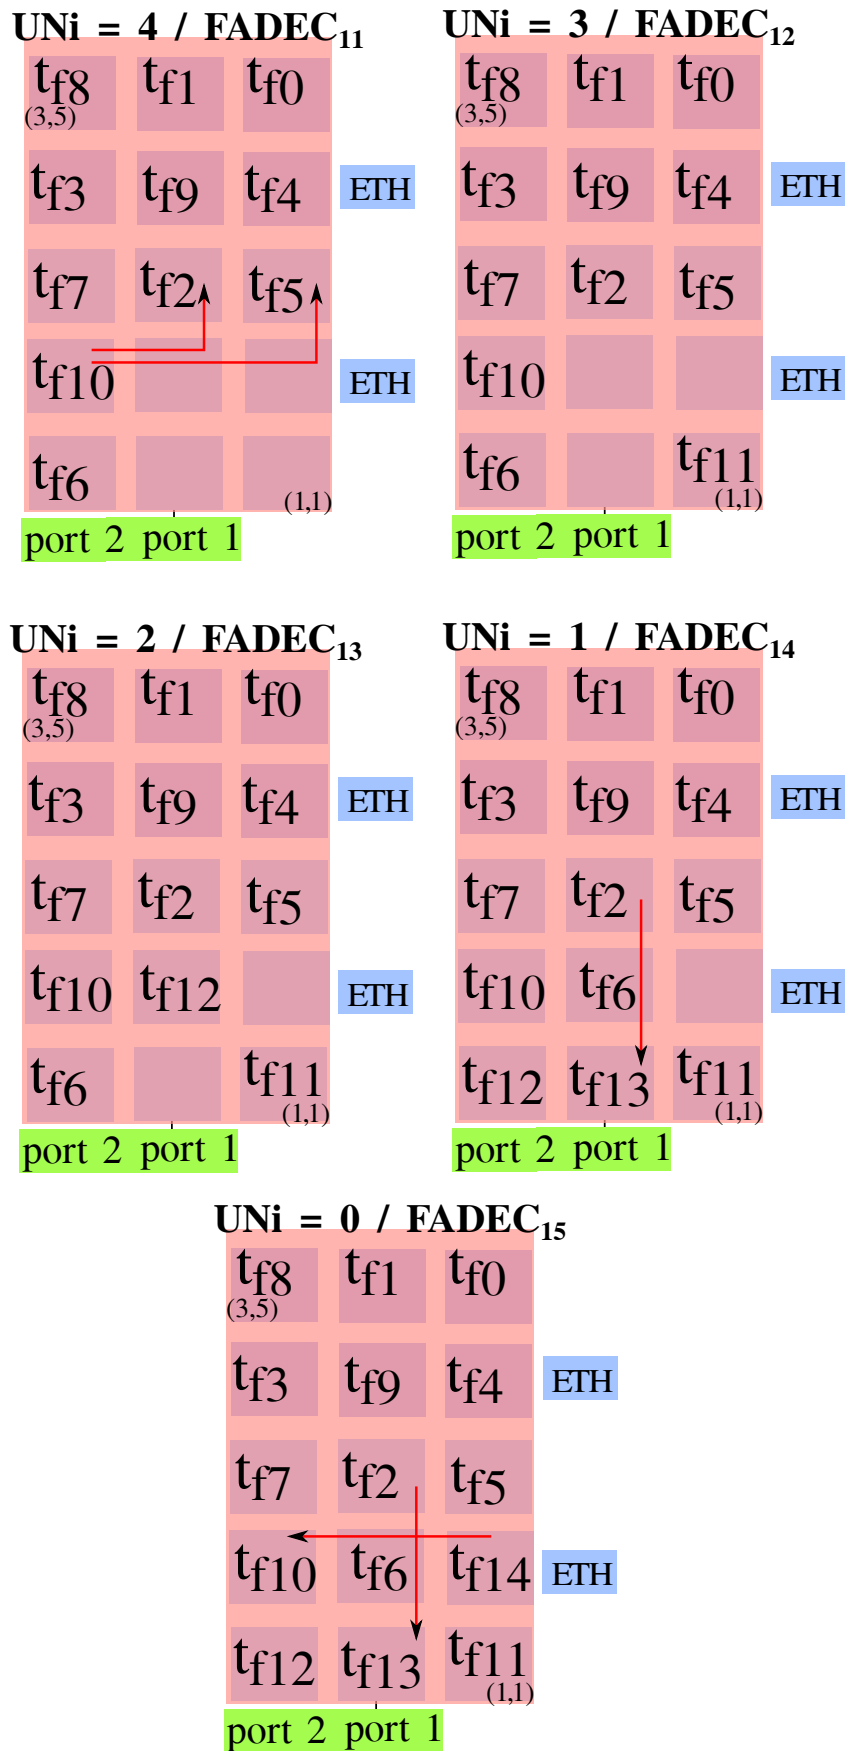 UNi = 4 / FADEC₁₁
tf8 tf1 tf0
(3,5)
tf3 tf9 tf4 ETH
tf7 tf2 tf5
tf10 ETH
tf6
(1,1)
port 2 port 1
UNi = 3 / FADEC₁₂
tf8 tf1 tf0
(3,5)
tf3 tf9 tf4 ETH
tf7 tf2 tf5
tf10 ETH
tf6 tf11
(1,1)
port 2 port 1
UNi = 2 / FADEC₁₃
tf8 tf1 tf0
(3,5)
tf3 tf9 tf4 ETH
tf7 tf2 tf5
tf10 tf12 ETH
tf6 tf11
(1,1)
port 2 port 1
UNi = 1 / FADEC₁₄
tf8 tf1 tf0
(3,5)
tf3 tf9 tf4 ETH
tf7 tf2 tf5
tf10 tf6 ETH
tf12 tf13 tf11
(1,1)
port 2 port 1
UNi = 0 / FADEC₁₅
tf8 tf1 tf0
(3,5)
tf3 tf9 tf4 ETH
tf7 tf2 tf5
tf10 tf6 tf14 ETH
tf12 tf13 tf11
(1,1)
port 2 port 1